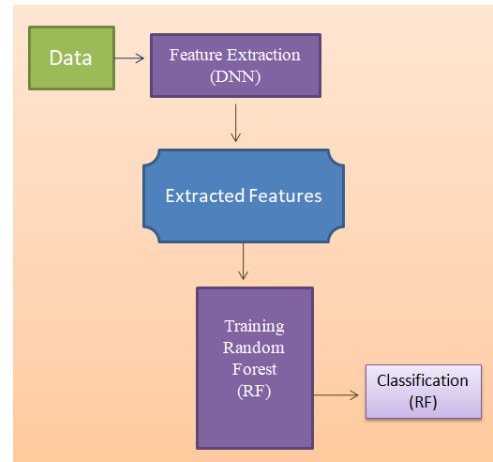 Data
Feature Extraction
(DNN)
Extracted Features
Training
Random
Forest
(RF)
Classification
(RF)